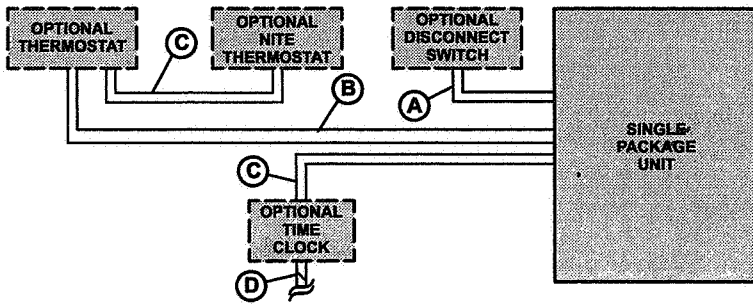 OPTIONAL
THERMOSTAT
C
OPTIONAL
NITE
THERMOSTAT
OPTIONAL
DISCONNECT
SWITCH
A
B
SINGLE-
PACKAGE
UNIT
C
OPTIONAL
TIME
CLOCK
D